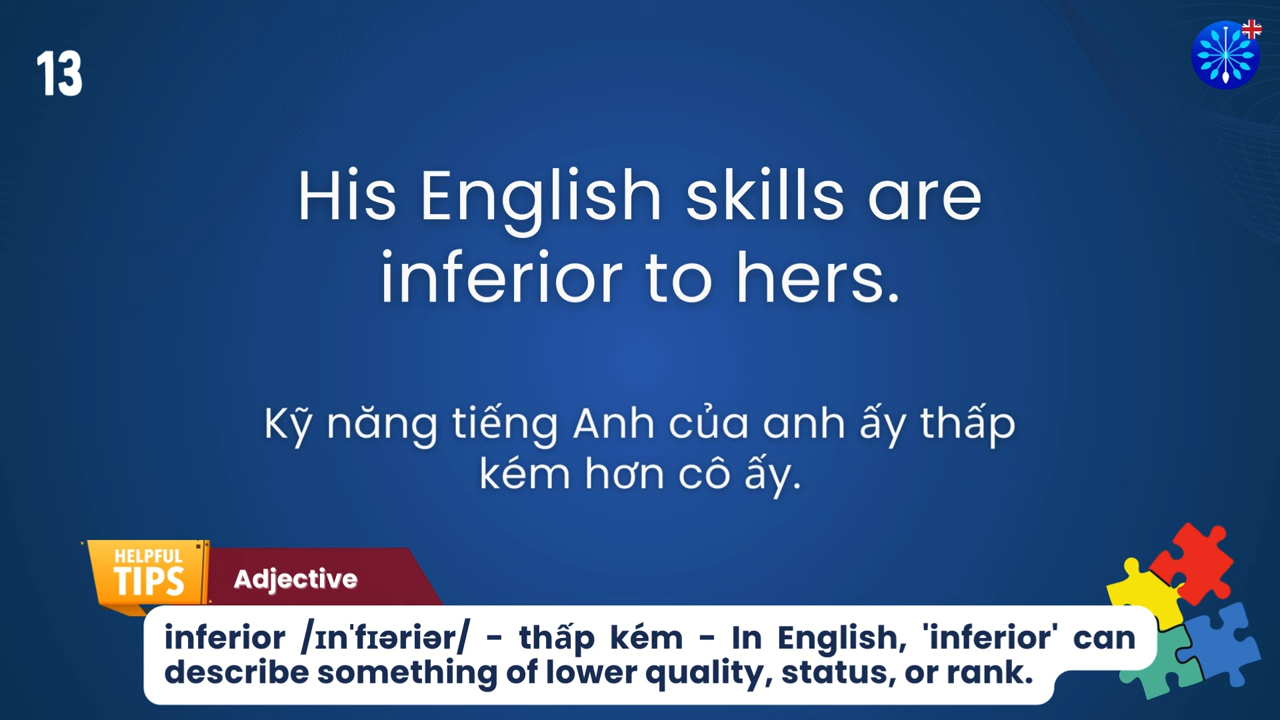 13
His English skills are
inferior to hers.
Kỹ năng tiếng Anh của anh ấy thấp
kém hơn cô ấy.
HELPFUL
TIPS
Adjective
inferior /ɪnˈfɪəriər/ - thấp kém - In English, 'inferior' can
describe something of lower quality, status, or rank.